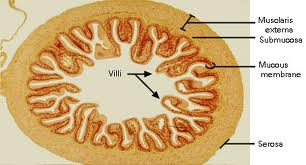 Muscularis
externa
Submucosa
Mucous
membrane
Villi
Serosa